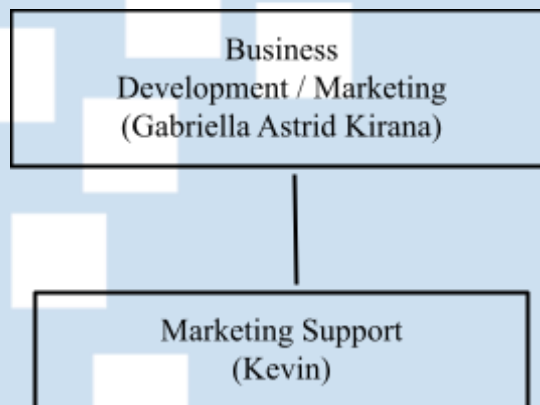 Business
Development / Marketing
(Gabriella Astrid Kirana)
Marketing Support
(Kevin)